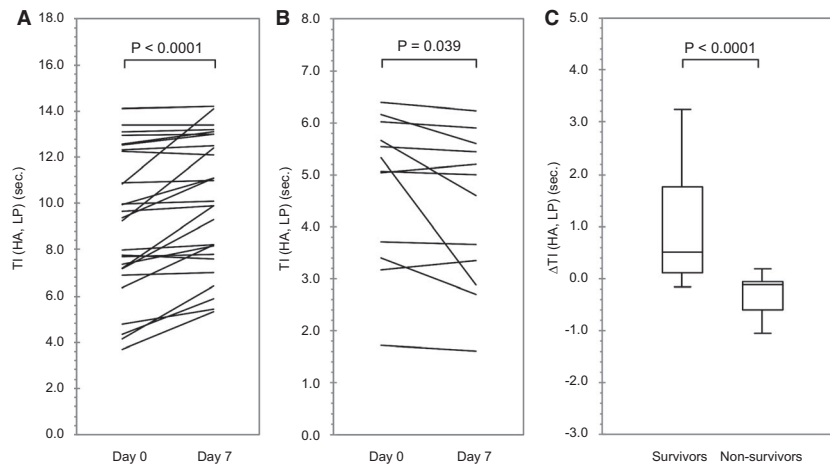 A
18.0
16.0
14.0
12.0
10.0
8.0
6.0
4.0
2.0
0.0
TI (HA, LP) (sec.)
P < 0.0001
Day 0 Day 7
B
8.0
7.0
6.0
5.0
4.0
3.0
2.0
1.0
0.0
TI (HA, LP) (sec.)
P = 0.039
Day 0 Day 7
C
5.0
4.0
3.0
2.0
1.0
0.0
-1.0
-2.0
-3.0
ΔTI (HA, LP) (sec.)
P < 0.0001
Survivors Non-survivors